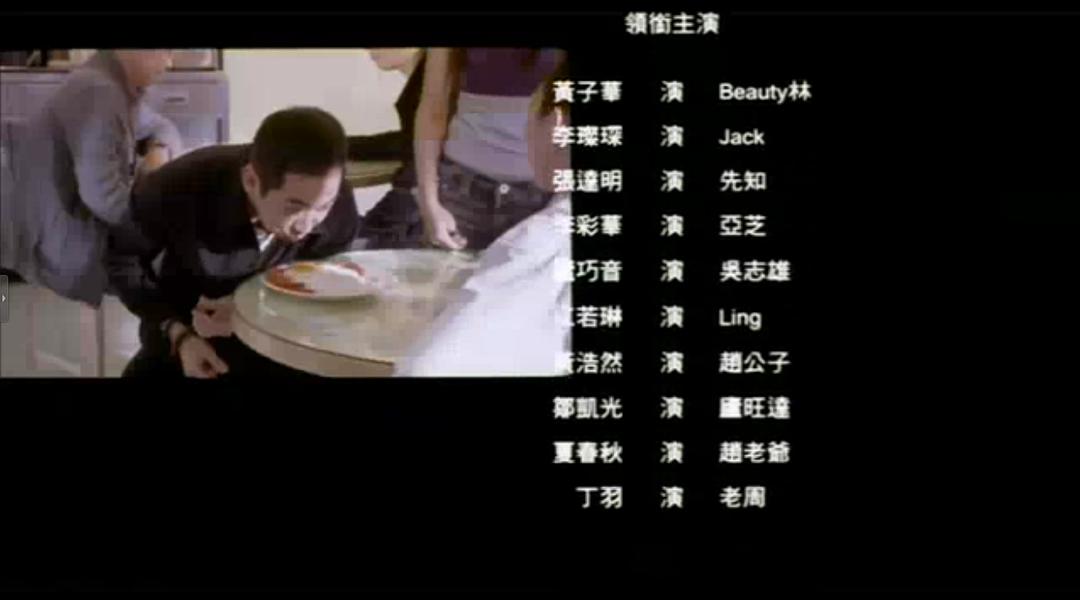 領銜主演
黃子華 演 Beauty林
李璨琛 演 Jack
張達明 演 先知
李彩華 演 亞芝
巧音 演 吳志雄
若琳 演 Ling
黃浩然 演 趙公子
鄒凱光 演 盧旺達
夏春秋 演 趙老爺
丁羽 演 老周